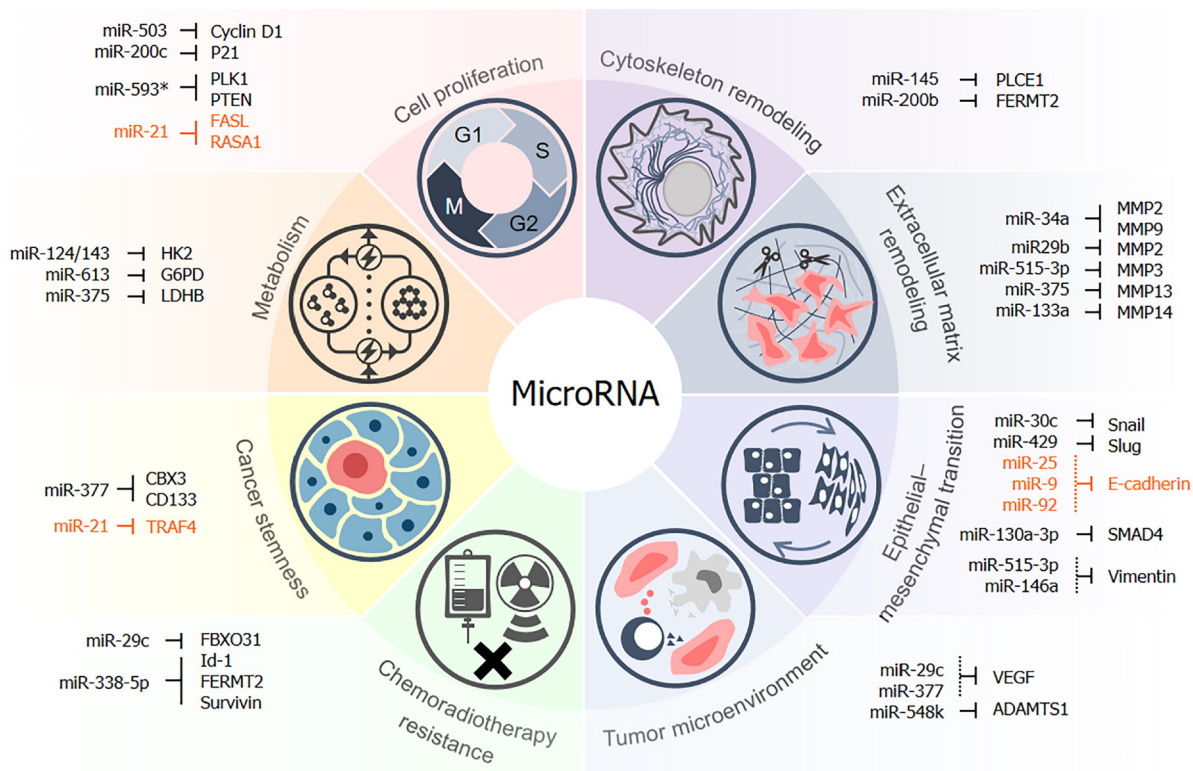 MicroRNA
Cell proliferation
miR-503 Cyclin D1
miR-200c P21
miR-593* PLK1
PTEN
miR-21 FASL
RASA1
G1
S
G2
M
Cytoskeleton remodeling
miR-145 PLCE1
miR-200b FERMT2
Extracellular matrix
remodeling
miR-34a MMP2
MMP9
miR29b MMP2
miR-515-3p MMP3
miR-375 MMP13
miR-133a MMP14
Epithelial–
mesenchymal transition
miR-30c Snail
miR-429 Slug
miR-25
miR-9 E-cadherin
miR-92
miR-130a-3p SMAD4
miR-515-3p
miR-146a Vimentin
Tumor microenvironment
miR-29c
miR-377 VEGF
miR-548k ADAMTS1
Chemoradiotherapy
resistance
miR-29c FBXO31
miR-338-5p Id-1
FERMT2
Survivin
Cancer stemness
miR-377 CBX3
CD133
miR-21 TRAF4
Metabolism
miR-124/143 HK2
miR-613 G6PD
miR-375 LDHB